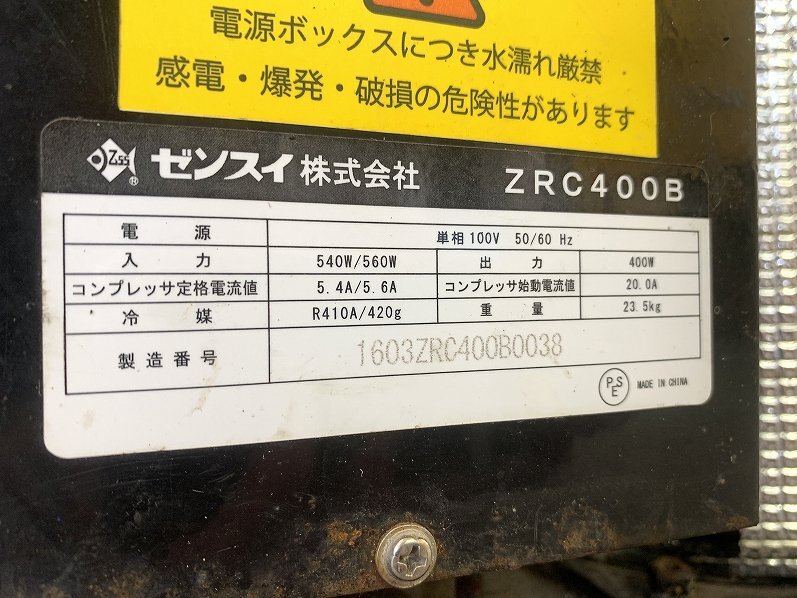 電源ボックスにつき水濡れ厳禁
感電・爆発・破損の危険性があります
ZSS ® ゼンスイ株式会社 ZRC400B
電源 単相100V 50/60 Hz
入力 540W/560W 出力 400W
コンプレッサ定格電流値 5.4A/5.6A コンプレッサ始動電流値 20.0A
冷媒 R410A/420g 重量 23.5kg
製造番号 1603ZRC400B0038
PSE MADE IN CHINA